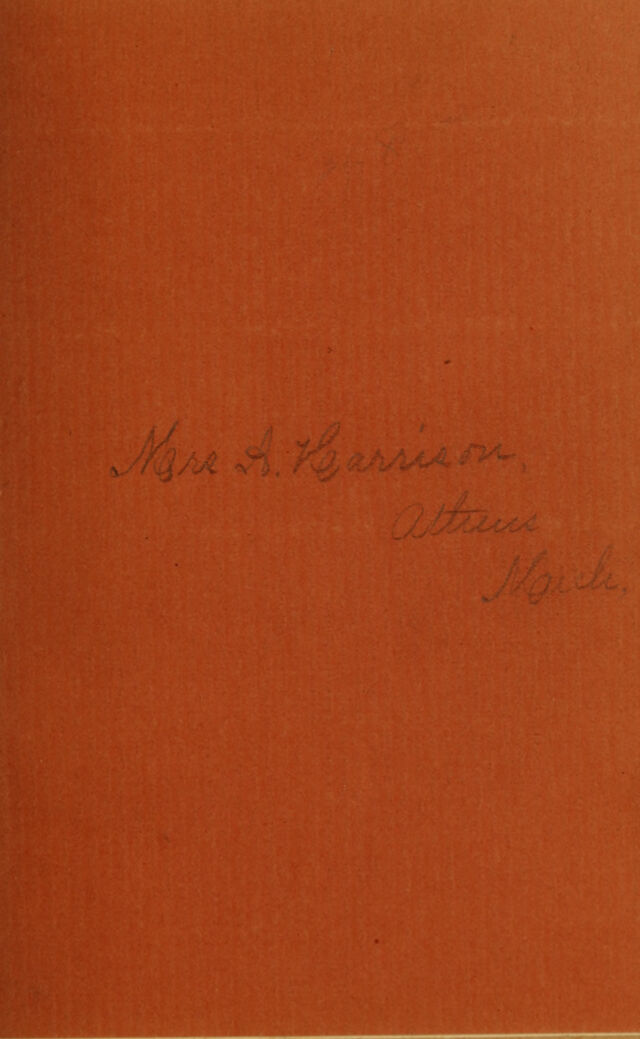 Mrs A. Harrison,
Athens
Mich.